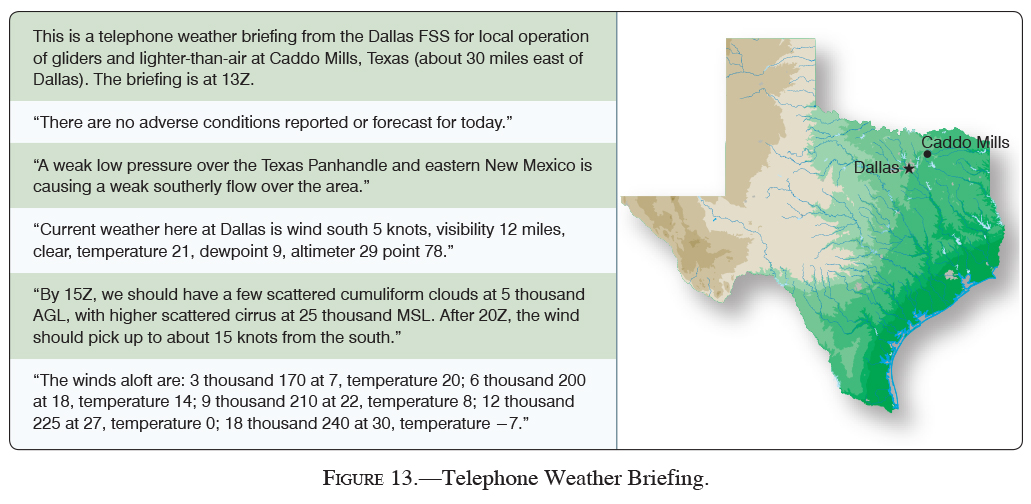 This is a telephone weather briefing from the Dallas FSS for local operation
of gliders and lighter-than-air at Caddo Mills, Texas (about 30 miles east of
Dallas). The briefing is at 13Z.
“There are no adverse conditions reported or forecast for today.”
“A weak low pressure over the Texas Panhandle and eastern New Mexico is
causing a weak southerly flow over the area.”
“Current weather here at Dallas is wind south 5 knots, visibility 12 miles,
clear, temperature 21, dewpoint 9, altimeter 29 point 78.”
“By 15Z, we should have a few scattered cumuliform clouds at 5 thousand
AGL, with higher scattered cirrus at 25 thousand MSL. After 20Z, the wind
should pick up to about 15 knots from the south.”
“The winds aloft are: 3 thousand 170 at 7, temperature 20; 6 thousand 200
at 18, temperature 14; 9 thousand 210 at 22, temperature 8; 12 thousand
225 at 27, temperature 0; 18 thousand 240 at 30, temperature −7.”
Caddo Mills
Dallas
FIGURE 13.—Telephone Weather Briefing.